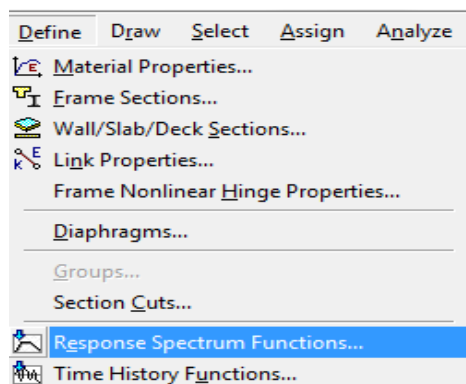 Define Draw Select Assign Analyze
Material Properties...
Frame Sections...
Wall/Slab/Deck Sections...
Link Properties...
Frame Nonlinear Hinge Properties...
Diaphragms...
Groups...
Section Cuts...
Response Spectrum Functions...
Time History Functions...